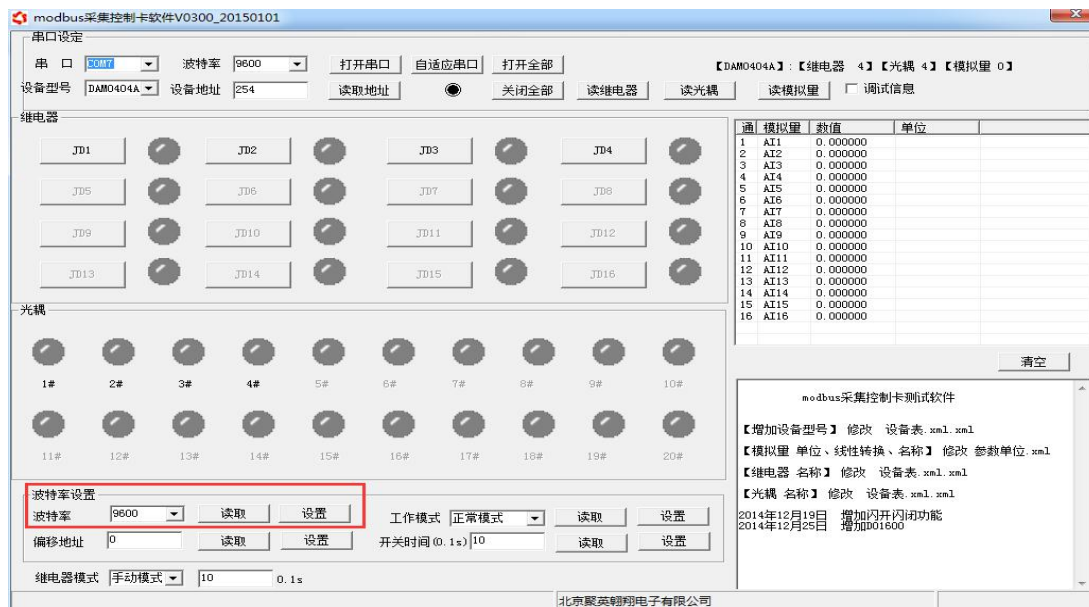 modbus采集控制卡软件V0300_20150101
串口设定
串 口 COM7 波特率 9600 打开串口 自适应串口 打开全部 【DAM0404A】:【继电器 4】【光耦 4】【模拟量 0】
设备型号 DAM0404A 设备地址 254 读取地址 关闭全部 读继电器 读光耦 读模拟量 调试信息
继电器
JD1 JD2 JD3 JD4
JD5 JD6 JD7 JD8
JD9 JD10 JD11 JD12
JD13 JD14 JD15 JD16
通 模拟量 数值 单位
1 AI1 0.000000
2 AI2 0.000000
3 AI3 0.000000
4 AI4 0.000000
5 AI5 0.000000
6 AI6 0.000000
7 AI7 0.000000
8 AI8 0.000000
9 AI9 0.000000
10 AI10 0.000000
11 AI11 0.000000
12 AI12 0.000000
13 AI13 0.000000
14 AI14 0.000000
15 AI15 0.000000
16 AI16 0.000000
清空
光耦
1# 2# 3# 4# 5# 6# 7# 8# 9# 10#
11# 12# 13# 14# 15# 16# 17# 18# 19# 20#
modbus采集控制卡测试软件
【增加设备型号】 修改 设备表.xml.xml
【模拟量 单位、线性转换、名称】 修改 参数单位.xml
【继电器 名称】 修改 设备表.xml.xml
【光耦 名称】 修改 设备表.xml.xml
2014年12月19日 增加闪开闪闭功能
2014年12月25日 增加DO1600
波特率设置
波特率 9600 读取 设置 工作模式 正常模式 读取 设置
偏移地址 0 读取 设置 开关时间(0.1s) 10 读取 设置
继电器模式 手动模式 10 0.1s
北京聚英翱翔电子有限公司